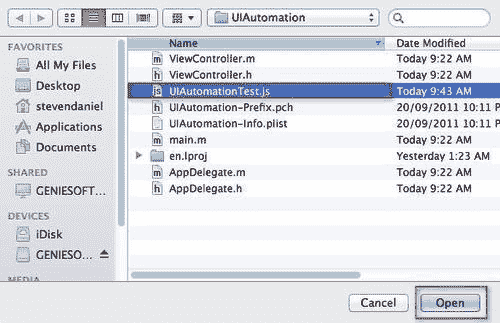 UIAutomation
FAVORITES
All My Files
Desktop
stevendaniel
Applications
Documents
SHARED
GENIESOFT...
DEVICES
iDisk
GENIESO...
MEDIA
Name Date Modified
ViewController.m Today 9:22 AM
ViewController.h Today 9:22 AM
UIAutomationTest.js Today 9:43 AM
UIAutomation-Prefix.pch 20/09/2011 10:11 P
UIAutomation-Info.plist 20/09/2011 10:11 P
main.m Today 9:22 AM
en.lproj Yesterday 1:23 AM
AppDelegate.m Today 9:22 AM
AppDelegate.h Today 9:22 AM
Cancel Open